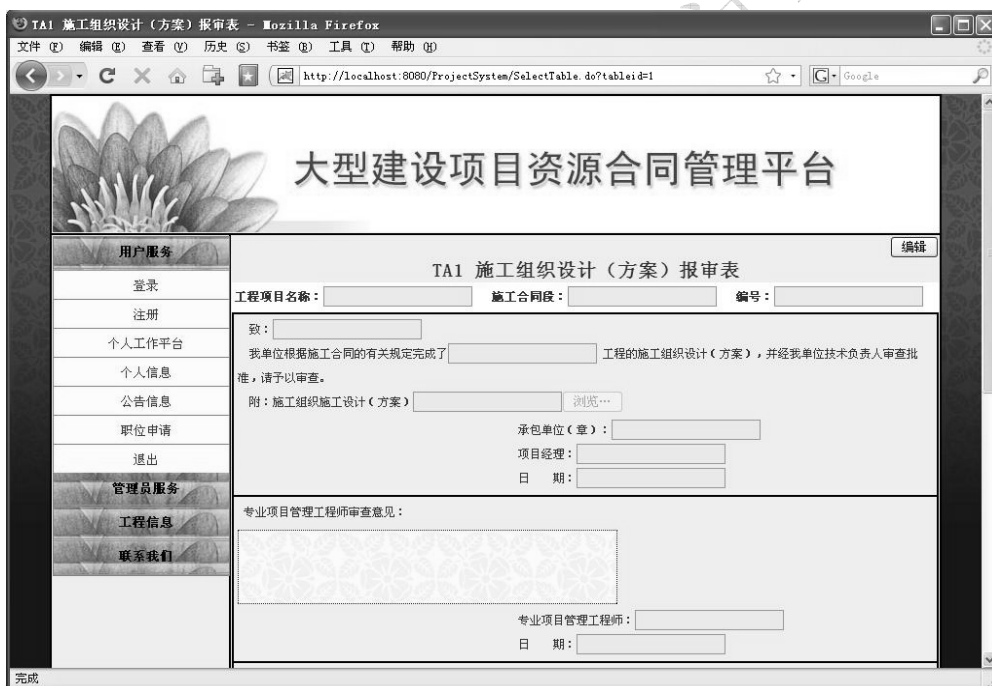 TA1 施工组织设计（方案）报审表 - Mozilla Firefox
文件 (F) 编辑 (E) 查看 (V) 历史 (S) 书签 (B) 工具 (T) 帮助 (H)
http://localhost:8080/ProjectSystem/SelectTable.do?tableid=1
G Google
大型建设项目资源合同管理平台
用户服务
登录
注册
个人工作平台
个人信息
公告信息
职位申请
退出
管理员服务
工程信息
联系我们
编辑
TA1 施工组织设计（方案）报审表
工程项目名称： 施工合同段： 编号：
致：
我单位根据施工合同的有关规定完成了 工程的施工组织设计（方案），并经我单位技术负责人审查批
准，请予以审查。
附：施工组织施工设计（方案） 浏览…
承包单位（章）：
项目经理：
日 期：
专业项目管理工程师审查意见：
专业项目管理工程师：
日 期：
完成